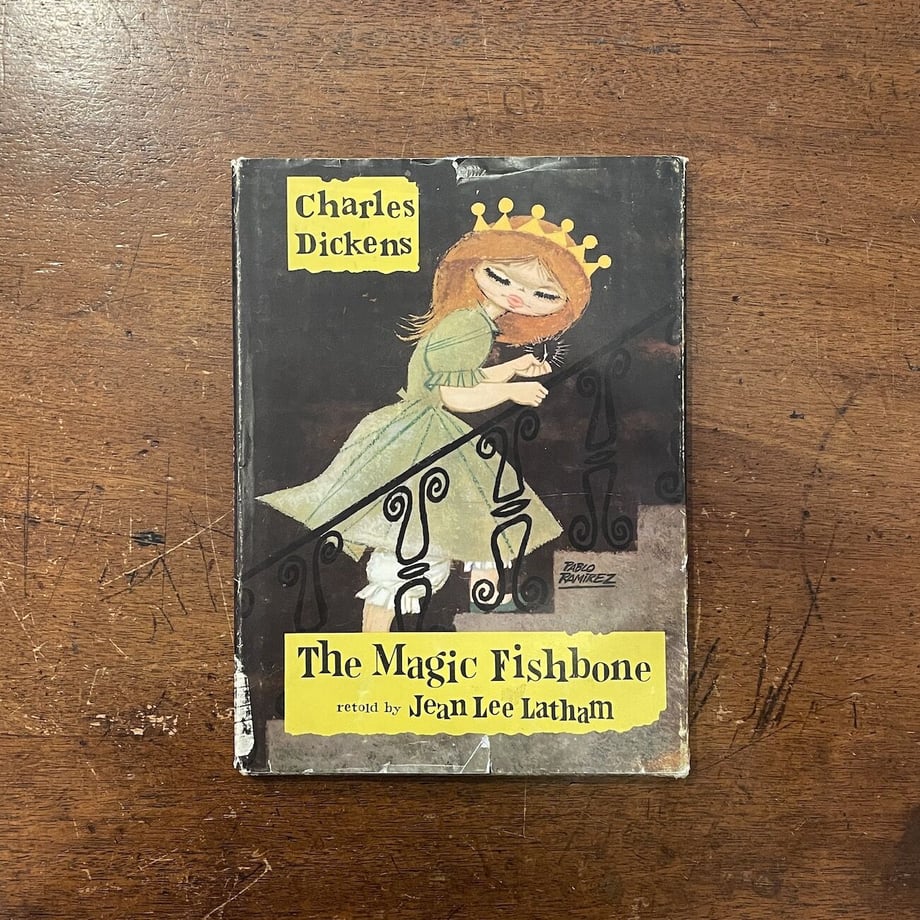 Charles
Dickens
PABLO
RAMIREZ
The Magic Fishbone
retold by Jean Lee Latham